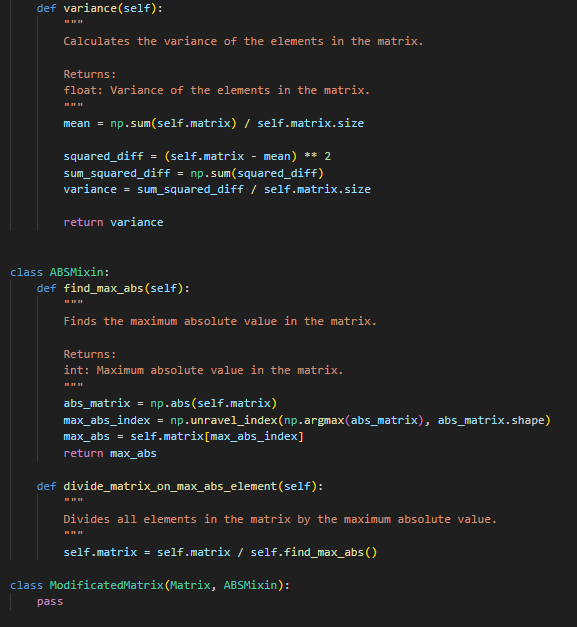 def variance(self):
"""
Calculates the variance of the elements in the matrix.
Returns:
float: Variance of the elements in the matrix.
"""
mean = np.sum(self.matrix) / self.matrix.size
squared_diff = (self.matrix - mean) ** 2
sum_squared_diff = np.sum(squared_diff)
variance = sum_squared_diff / self.matrix.size
return variance
class ABSMixin:
def find_max_abs(self):
"""
Finds the maximum absolute value in the matrix.
Returns:
int: Maximum absolute value in the matrix.
"""
abs_matrix = np.abs(self.matrix)
max_abs_index = np.unravel_index(np.argmax(abs_matrix), abs_matrix.shape)
max_abs = self.matrix[max_abs_index]
return max_abs
def divide_matrix_on_max_abs_element(self):
"""
Divides all elements in the matrix by the maximum absolute value.
"""
self.matrix = self.matrix / self.find_max_abs()
class ModificatedMatrix(Matrix, ABSMixin):
pass